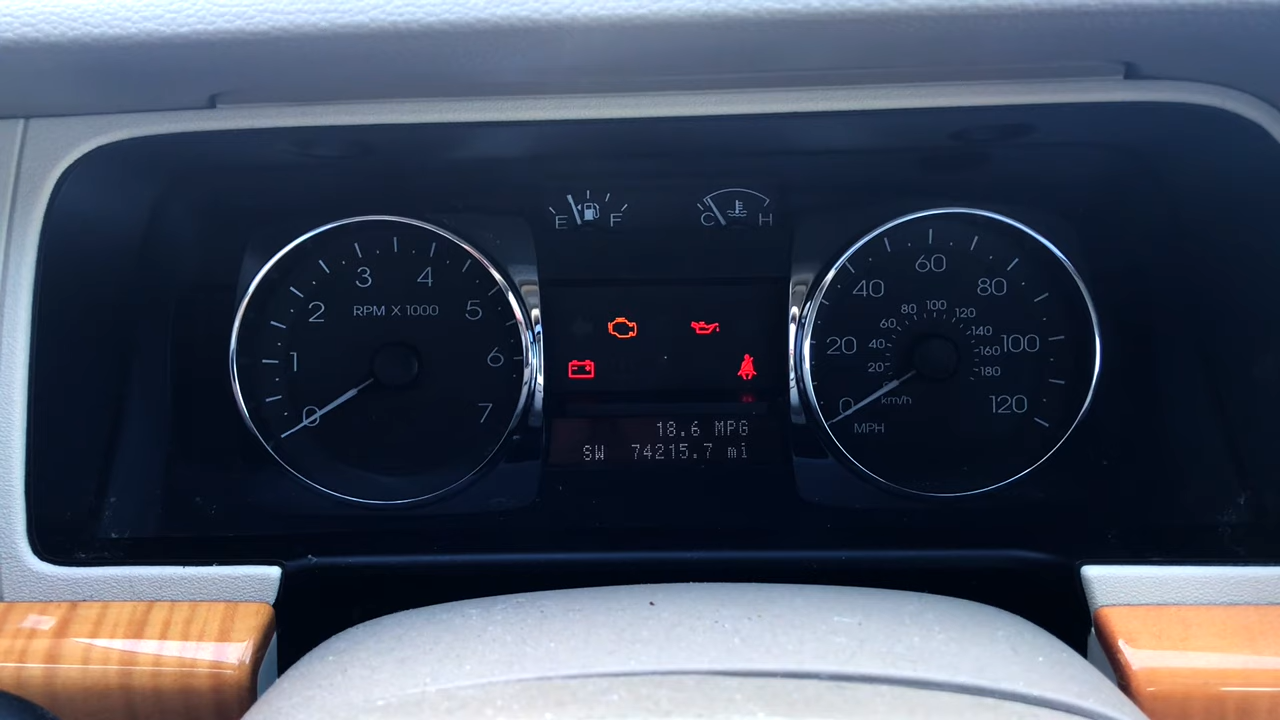 E F
C H
0 1 2 3 4 5 6 7
RPM X 1000
0 20 40 60 80 100 120
20 40 60 80 100 120 140 160 180
km/h
MPH
18.6 MPG
SW 74215.7 mi